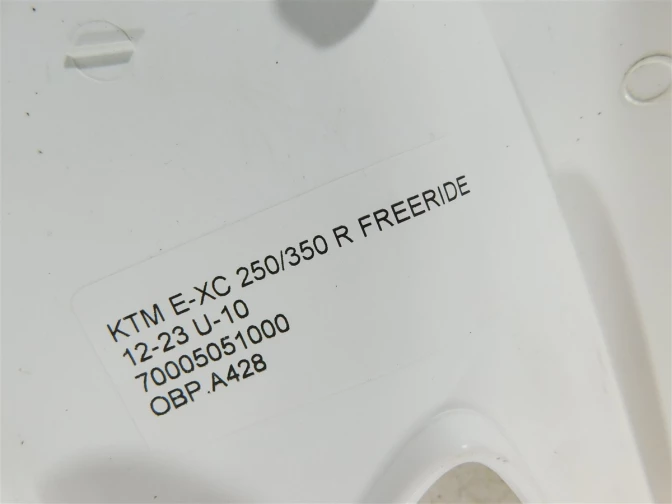 KTM E-XC 250/350 R FREERIDE
12-23 U-10
70005051000
OBP.A428